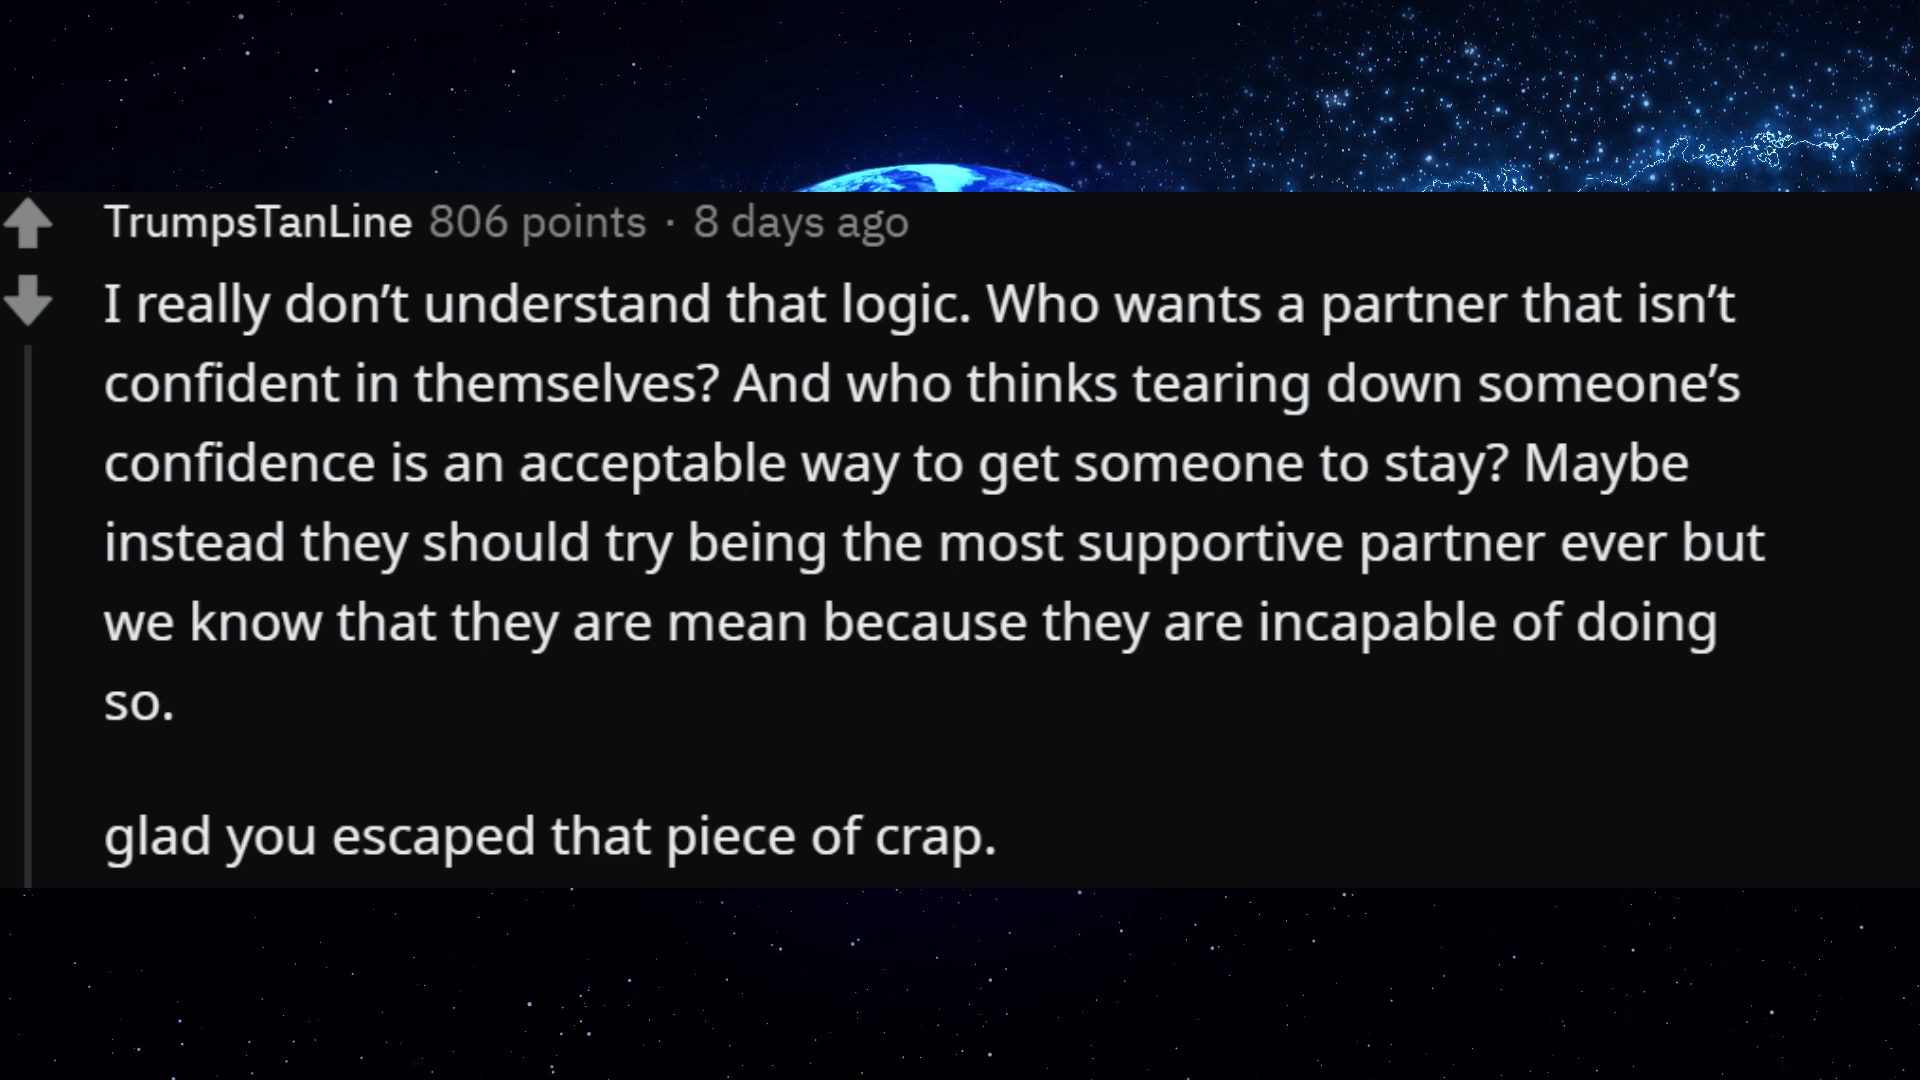 TrumpsTanLine 806 points · 8 days ago
I really don’t understand that logic. Who wants a partner that isn’t
confident in themselves? And who thinks tearing down someone’s
confidence is an acceptable way to get someone to stay? Maybe
instead they should try being the most supportive partner ever but
we know that they are mean because they are incapable of doing
so.
glad you escaped that piece of crap.